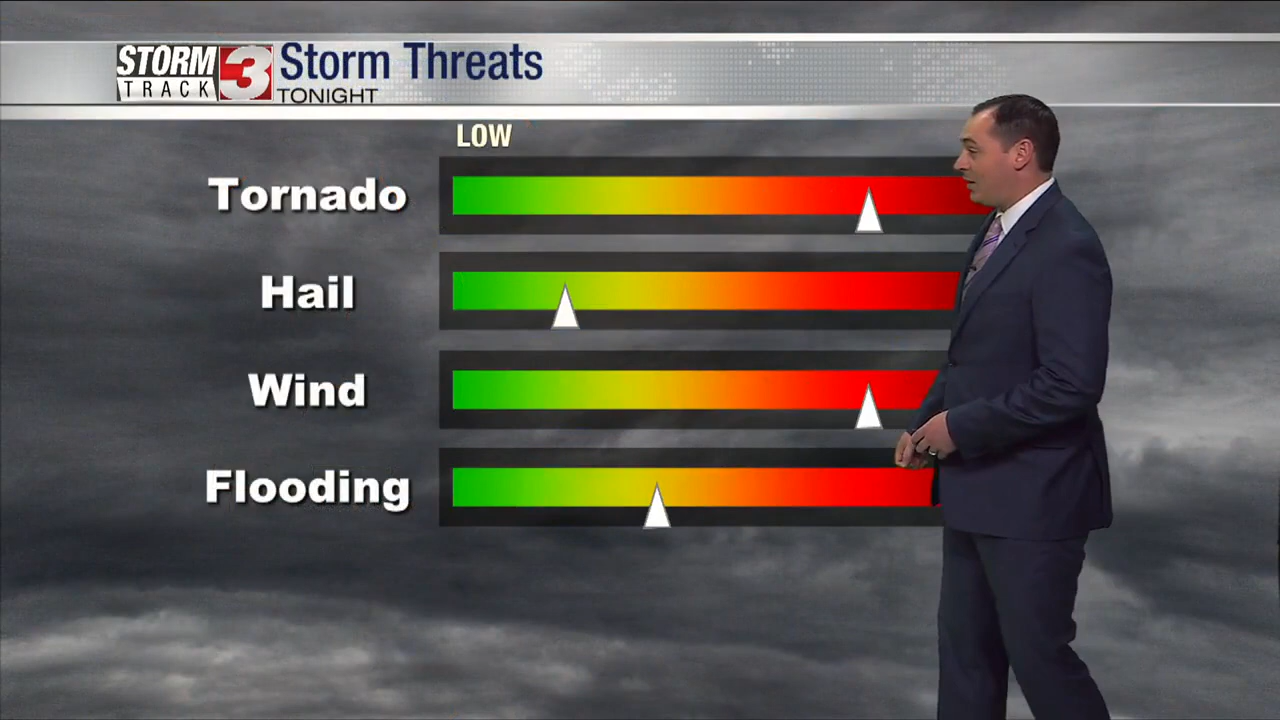 STORM
TRACK
3
Storm Threats
TONIGHT
LOW
Tornado
Hail
Wind
Flooding